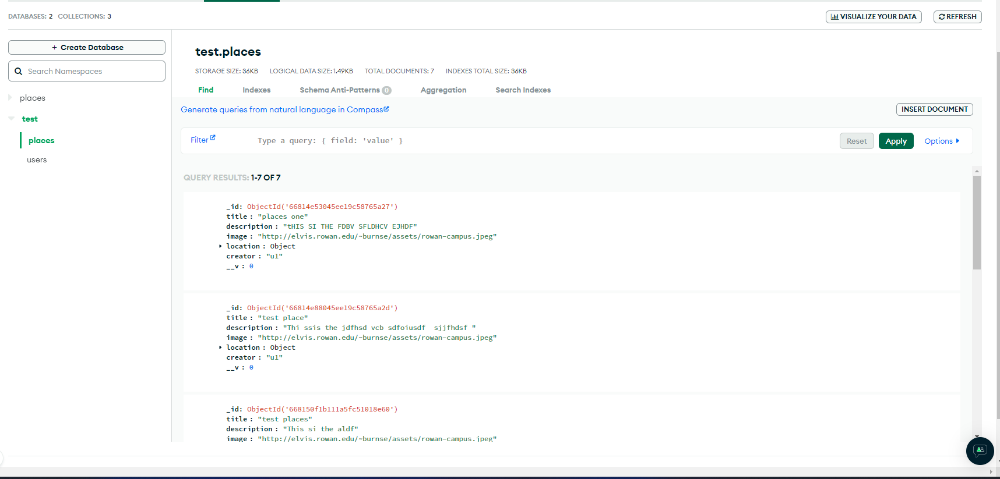 DATABASES: 2 COLLECTIONS: 3
VISUALIZE YOUR DATA
REFRESH
+ Create Database
Search Namespaces
places
test
places
users
test.places
STORAGE SIZE: 36KB LOGICAL DATA SIZE: 1.49KB TOTAL DOCUMENTS: 7 INDEXES TOTAL SIZE: 36KB
Find Indexes Schema Anti-Patterns 0 Aggregation Search Indexes
Generate queries from natural language in Compass
INSERT DOCUMENT
Filter Type a query: { field: 'value' } Reset Apply Options
QUERY RESULTS: 1-7 OF 7
_id: ObjectId('66814e53045ee19c58765a27')
title : "places one"
description : "tHIS SI THE FDBV SFLDHCV EJHDF"
image : "http://elvis.rowan.edu/~burnse/assets/rowan-campus.jpeg"
location : Object
creator : "u1"
__v : 0
_id: ObjectId('66814e88045ee19c58765a2d')
title : "test place"
description : "Thi ssis the jdfhsd vcb sdfoiusdf  sjjfhdsf "
image : "http://elvis.rowan.edu/~burnse/assets/rowan-campus.jpeg"
location : Object
creator : "u1"
__v : 0
_id: ObjectId('668150f1b111a5fc51018e60')
title : "test places"
description : "This si the aldf"
image : "http://elvis.rowan.edu/~burnse/assets/rowan-campus.jpeg"